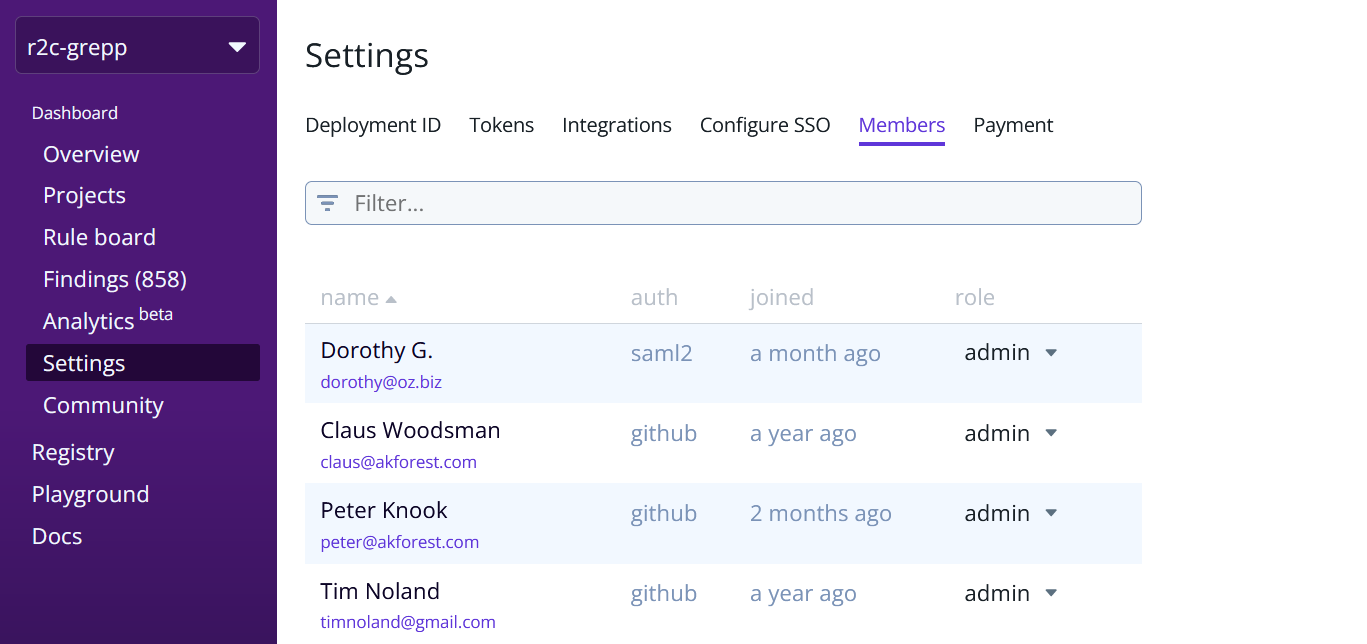 r2c-grepp
Dashboard
Overview
Projects
Rule board
Findings (858)
Analytics beta
Settings
Community
Registry
Playground
Docs
Settings
Deployment ID Tokens Integrations Configure SSO Members Payment
Filter...
name auth joined role
Dorothy G. saml2 a month ago admin
dorothy@oz.biz
Claus Woodsman github a year ago admin
claus@akforest.com
Peter Knook github 2 months ago admin
peter@akforest.com
Tim Noland github a year ago admin
timnoland@gmail.com